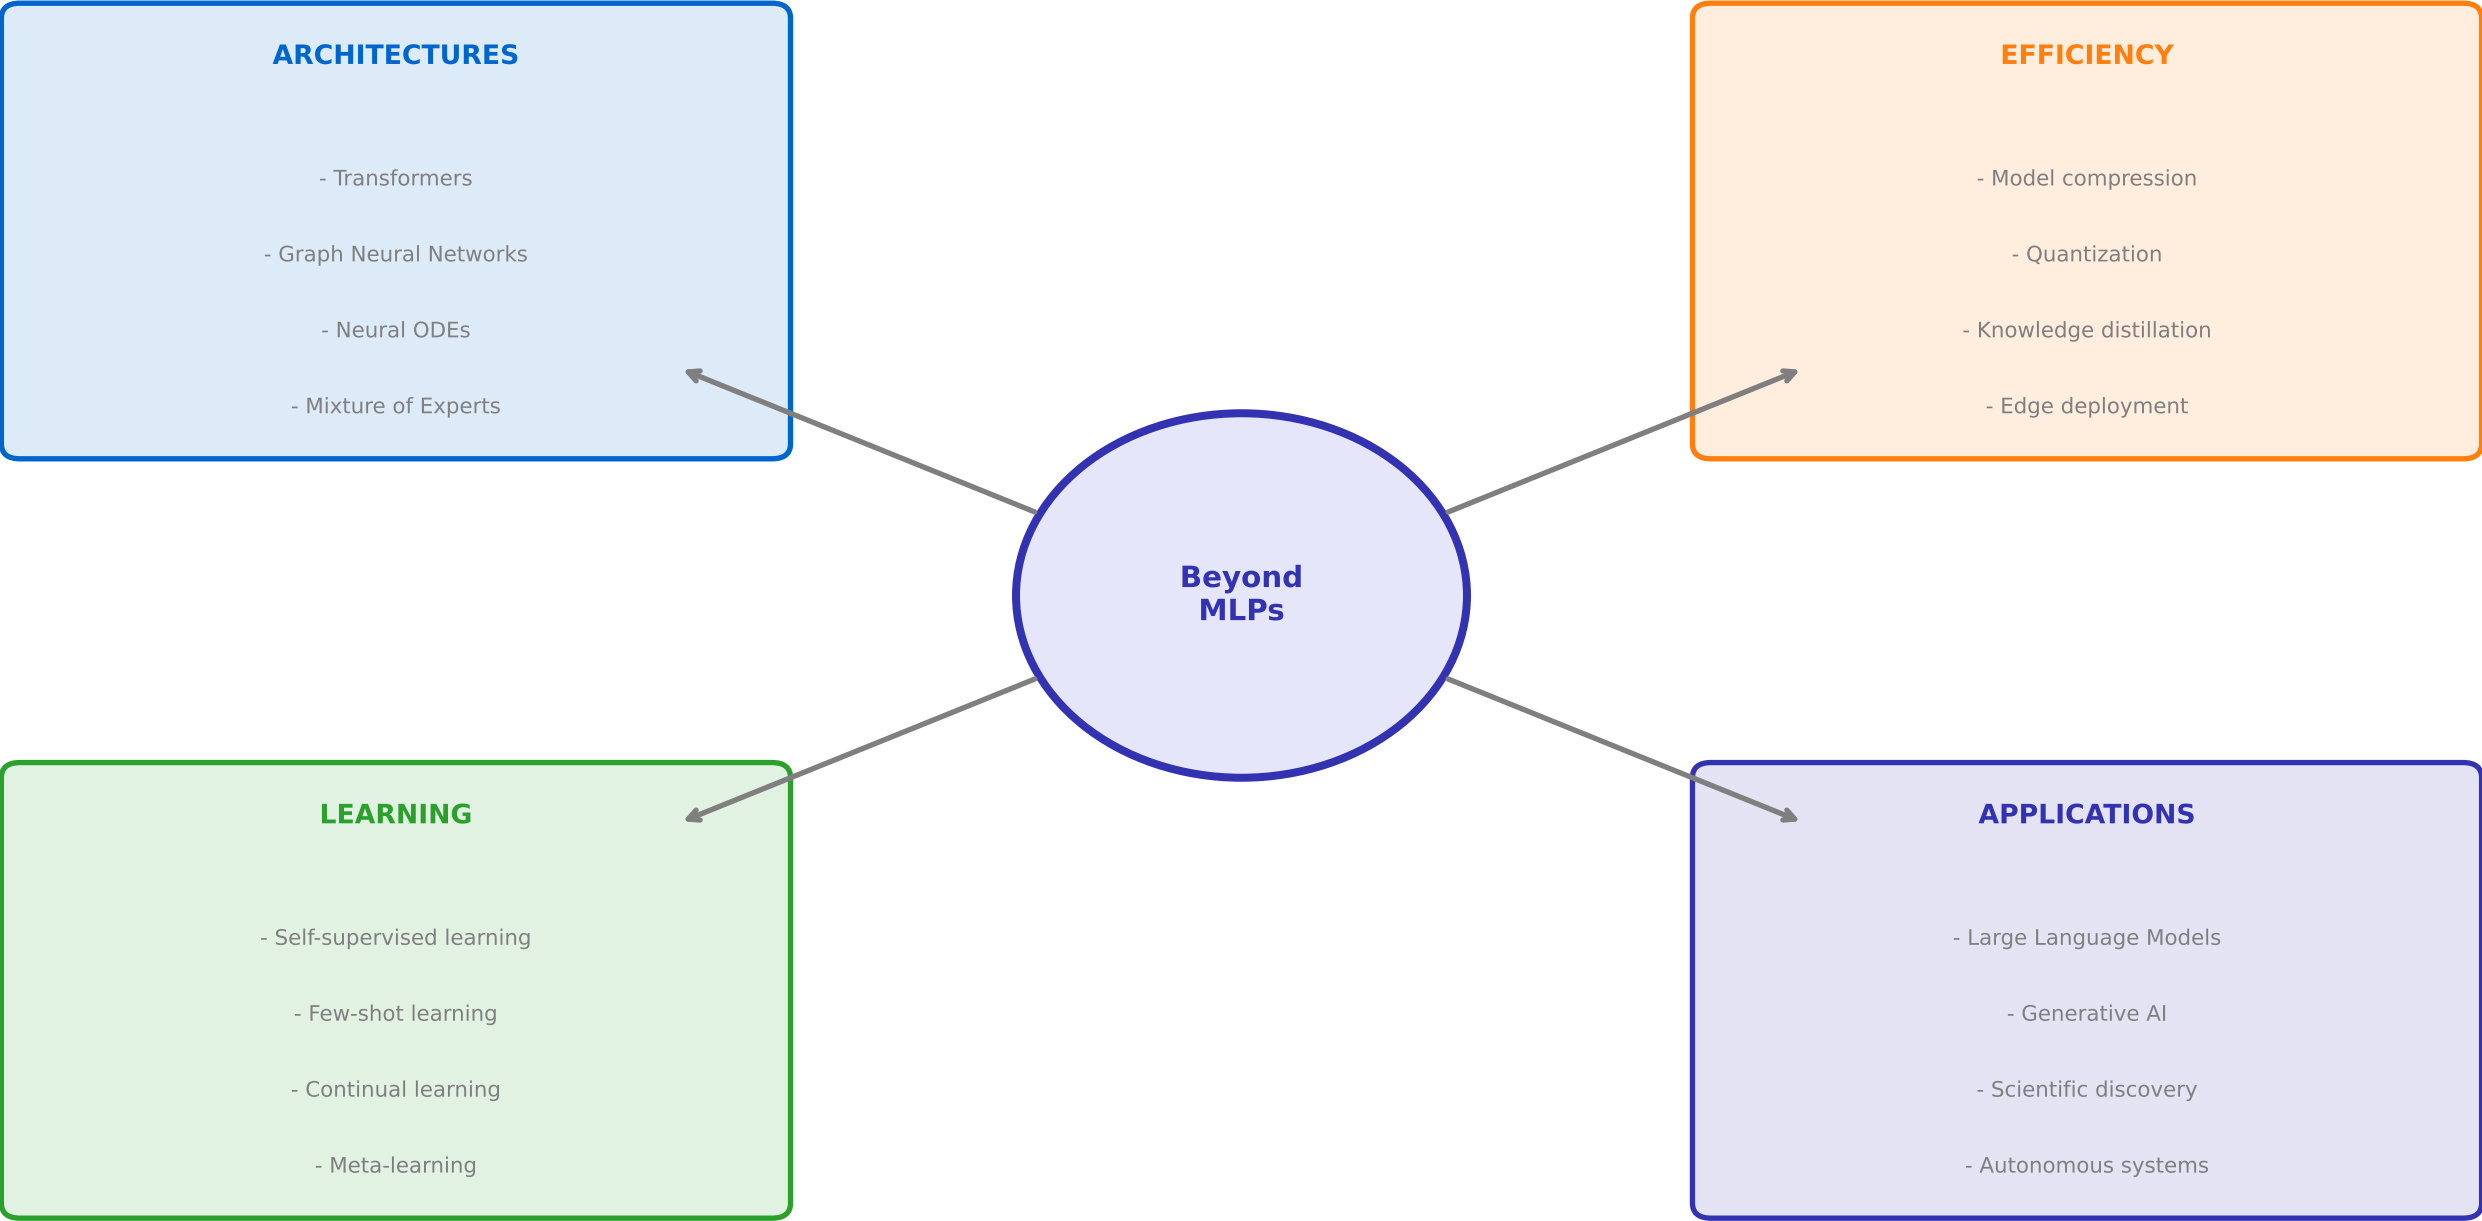 ARCHITECTURES
- Transformers
- Graph Neural Networks
- Neural ODEs
- Mixture of Experts
EFFICIENCY
- Model compression
- Quantization
- Knowledge distillation
- Edge deployment
Beyond
MLPs
LEARNING
- Self-supervised learning
- Few-shot learning
- Continual learning
- Meta-learning
APPLICATIONS
- Large Language Models
- Generative AI
- Scientific discovery
- Autonomous systems